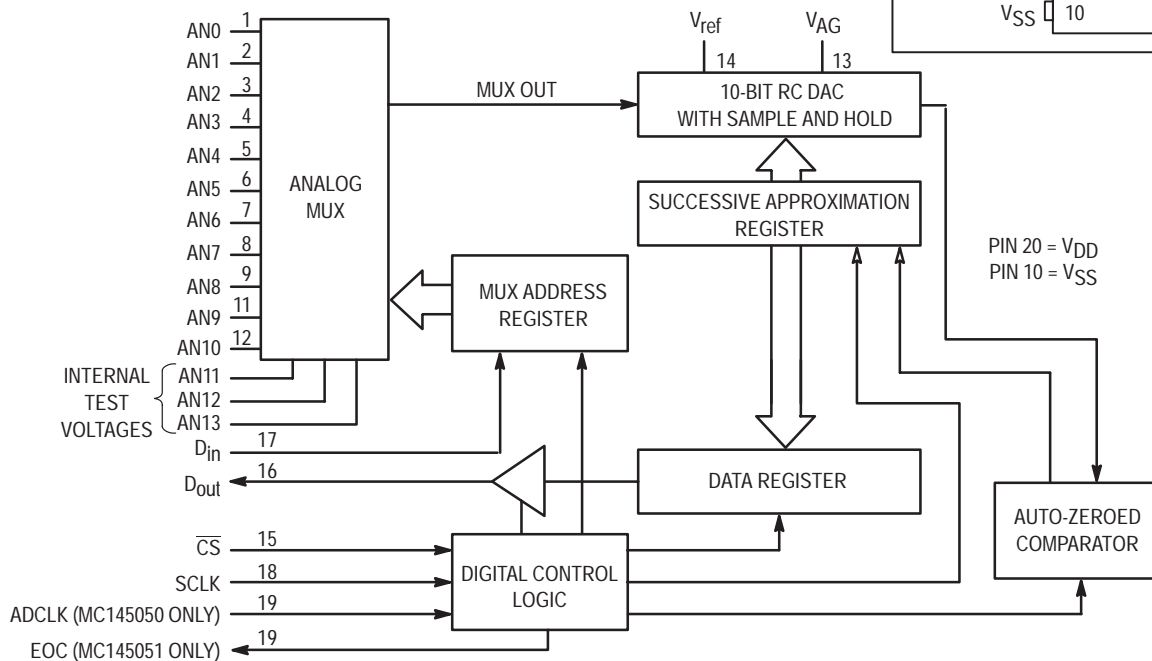 VSS 10
Vref
VAG
14
13
AN0 1
AN1 2
AN2 3
AN3 4
AN4 5
AN5 6
AN6 7
AN7 8
AN8 9
AN9 11
AN10 12
ANALOG
MUX
MUX OUT
10-BIT RC DAC
WITH SAMPLE AND HOLD
SUCCESSIVE APPROXIMATION
REGISTER
PIN 20 = VDD
PIN 10 = VSS
MUX ADDRESS
REGISTER
INTERNAL
TEST
VOLTAGES
AN11
AN12
AN13
Din 17
Dout 16
DATA REGISTER
AUTO-ZEROED
COMPARATOR
CS 15
SCLK 18
ADCLK (MC145050 ONLY) 19
EOC (MC145051 ONLY) 19
DIGITAL CONTROL
LOGIC